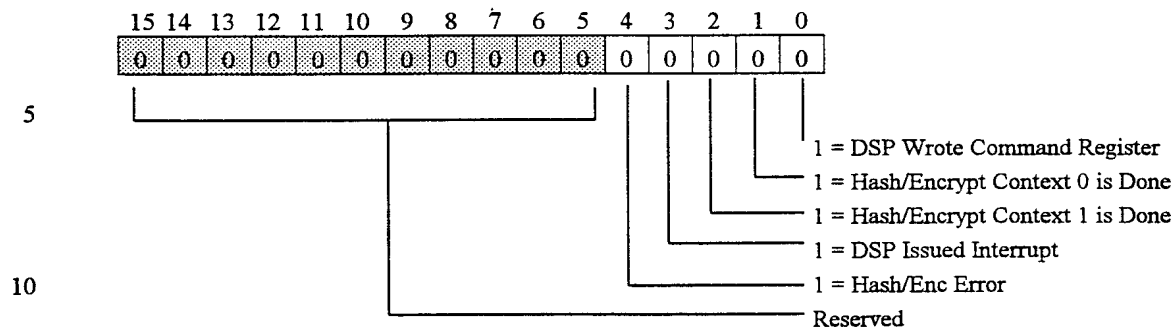 15 14 13 12 11 10 9 8 7 6 5 4 3 2 1 0
0 0 0 0 0 0 0 0 0 0 0 0 0 0 0 0
5
1 = DSP Wrote Command Register
1 = Hash/Encrypt Context 0 is Done
1 = Hash/Encrypt Context 1 is Done
1 = DSP Issued Interrupt
10
1 = Hash/Enc Error
Reserved